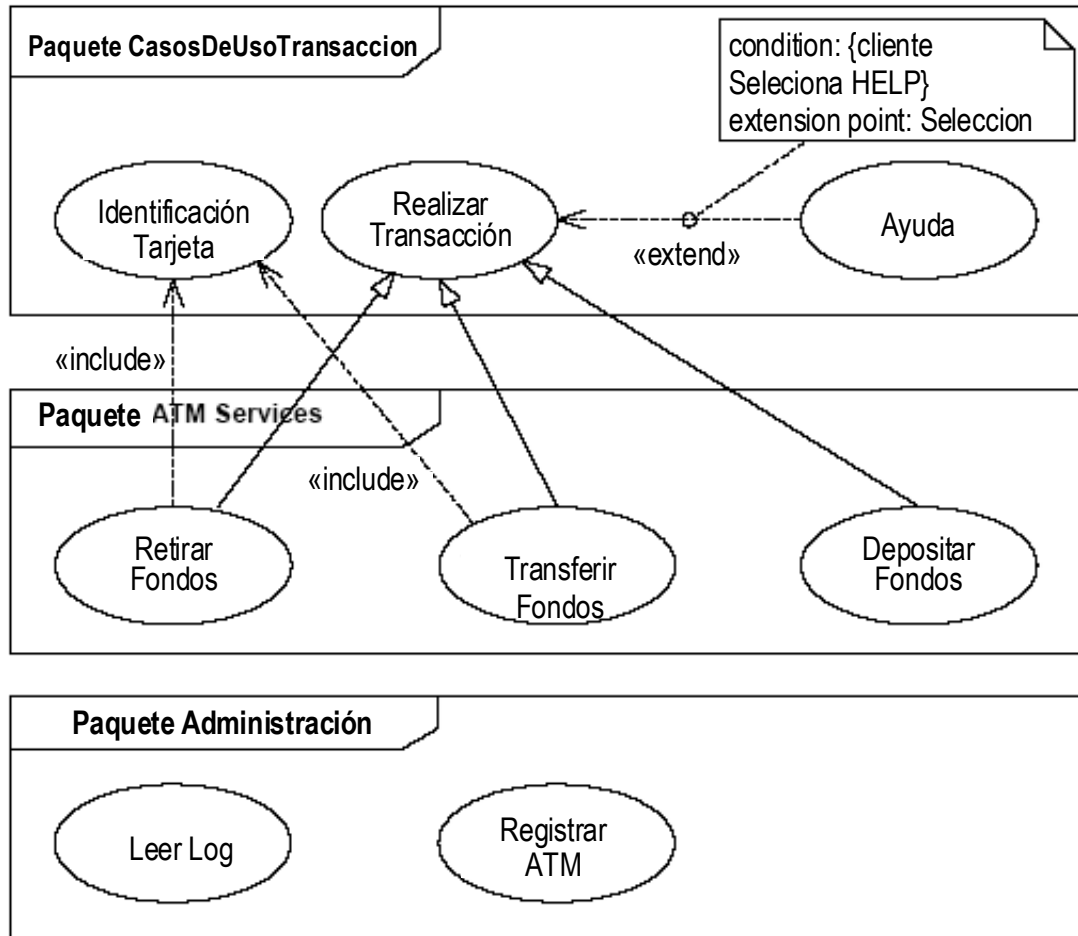 Paquete CasosDeUsoTransaccion
condition: {cliente
Seleciona HELP}
extension point: Seleccion
Identificación
Tarjeta
Realizar
Transacción
Ayuda
«extend»
«include»
Paquete ATM Services
«include»
Retirar
Fondos
Transferir
Fondos
Depositar
Fondos
Paquete Administración
Leer Log
Registrar
ATM